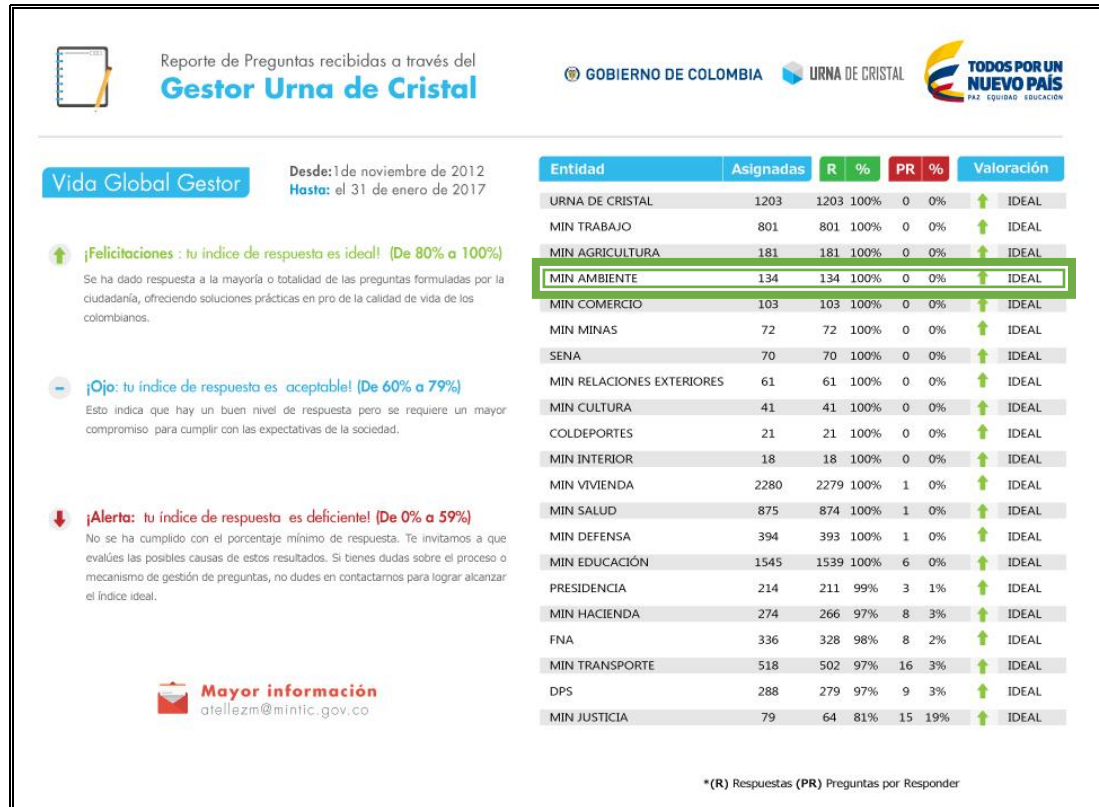 Reporte de Preguntas recibidas a través del
Gestor Urna de Cristal
GOBIERNO DE COLOMBIA
URNA DE CRISTAL
TODOS POR UN
NUEVO PAÍS
PAZ EQUIDAD EDUCACIÓN
Vida Global Gestor
Desde:1de noviembre de 2012
Hasta: el 31 de enero de 2017
¡Felicitaciones : tu índice de respuesta es ideal! (De 80% a 100%)
Se ha dado respuesta a la mayoría o totalidad de las preguntas formuladas por la
ciudadanía, ofreciendo soluciones prácticas en pro de la calidad de vida de los
colombianos.
¡Ojo: tu índice de respuesta es aceptable! (De 60% a 79%)
Esto indica que hay un buen nivel de respuesta pero se requiere un mayor
compromiso para cumplir con las expectativas de la sociedad.
¡Alerta: tu índice de respuesta es deficiente! (De 0% a 59%)
No se ha cumplido con el porcentaje mínimo de respuesta. Te invitamos a que
evalúes las posibles causas de estos resultados. Si tienes dudas sobre el proceso o
mecanismo de gestión de preguntas, no dudes en contactarnos para lograr alcanzar
el índice ideal.
Mayor información
atellezm@mintic.gov.co
Entidad Asignadas R % PR % Valoración
URNA DE CRISTAL 1203 1203 100% 0 0% IDEAL
MIN TRABAJO 801 801 100% 0 0% IDEAL
MIN AGRICULTURA 181 181 100% 0 0% IDEAL
MIN AMBIENTE 134 134 100% 0 0% IDEAL
MIN COMERCIO 103 103 100% 0 0% IDEAL
MIN MINAS 72 72 100% 0 0% IDEAL
SENA 70 70 100% 0 0% IDEAL
MIN RELACIONES EXTERIORES 61 61 100% 0 0% IDEAL
MIN CULTURA 41 41 100% 0 0% IDEAL
COLDEPORTES 21 21 100% 0 0% IDEAL
MIN INTERIOR 18 18 100% 0 0% IDEAL
MIN VIVIENDA 2280 2279 100% 1 0% IDEAL
MIN SALUD 875 874 100% 1 0% IDEAL
MIN DEFENSA 394 393 100% 1 0% IDEAL
MIN EDUCACIÓN 1545 1539 100% 6 0% IDEAL
PRESIDENCIA 214 211 99% 3 1% IDEAL
MIN HACIENDA 274 266 97% 8 3% IDEAL
FNA 336 328 98% 8 2% IDEAL
MIN TRANSPORTE 518 502 97% 16 3% IDEAL
DPS 288 279 97% 9 3% IDEAL
MIN JUSTICIA 79 64 81% 15 19% IDEAL
*(R) Respuestas (PR) Preguntas por Responder